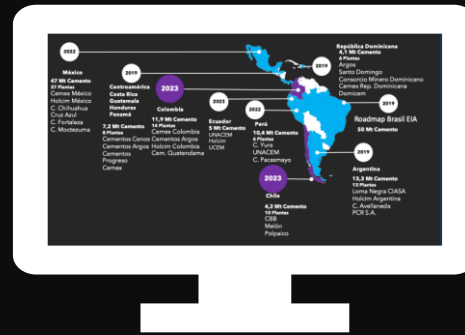 2022
México
47 Mt Cemento
37 Plantas
Cemex México
Holcim México
C. Chihuahua
Cruz Azul
C. Fortaleza
C. Moctezuma
2019
Centroamérica
Costa Rica
Guatemala
Honduras
Panamá
7,2 Mt Cemento
8 Plantas
Cementos Canos
Cementos Argos
Cementos
Progreso
Cemex
2023
Colombia
11,9 Mt Cemento
14 Plantas
Cemex Colombia
Cementos Argos
Holcim Colombia
Cem. Quetendama
2023
Ecuador
5 Mt Cemento
UNACEM
Holcim
UCEM
2022
Perú
10,4 Mt Cemento
6 Plantas
C. Yura
UNACEM
C. Pacasmayo
2023
Chile
4,2 Mt Cemento
10 Plantas
CBB
Melón
Polpaico
República Dominicana
4,1 Mt Cemento
6 Plantas
Argos
Santo Domingo
Consorcio Minero Dominicano
Cemex Rep. Dominicana
Domicem
2019
2019
Roadmap Brasil EIA
50 Mt Cemento
2019
Argentina
13,3 Mt Cemento
13 Plantas
Loma Negra CIASA
Holcim Argentina
C. Avellaneda
PCR S.A.